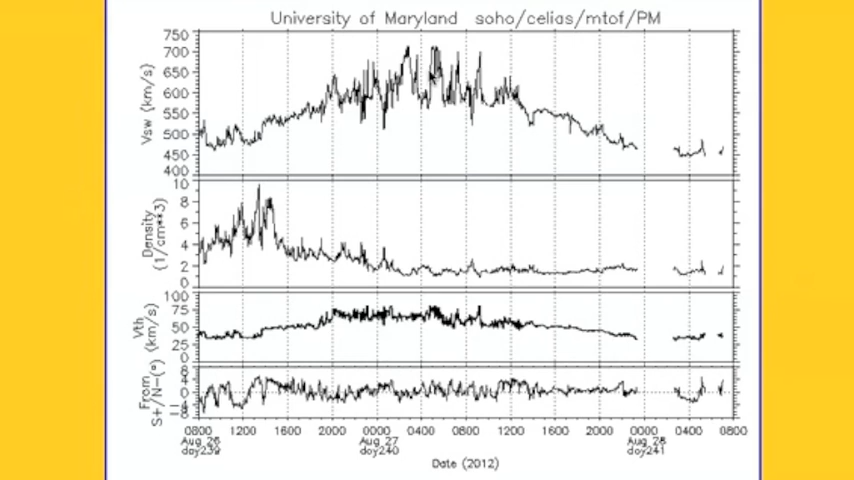 University of Maryland soho/celias/mtof/PM
750
700
650
600
550
500
450
400
Vsw (km/s)
10
8
6
4
2
0
Density
(1/cm**3)
100
75
50
25
0
Vth (km/s)
8
4
0
-4
-8
From
S+/N-(°)
0800 1200 1600 2000 0000 0400 0800 1200 1600 2000 0000 0400 0800
Aug 26 Aug 27 Aug 28
day239 day240 day241
Date (2012)